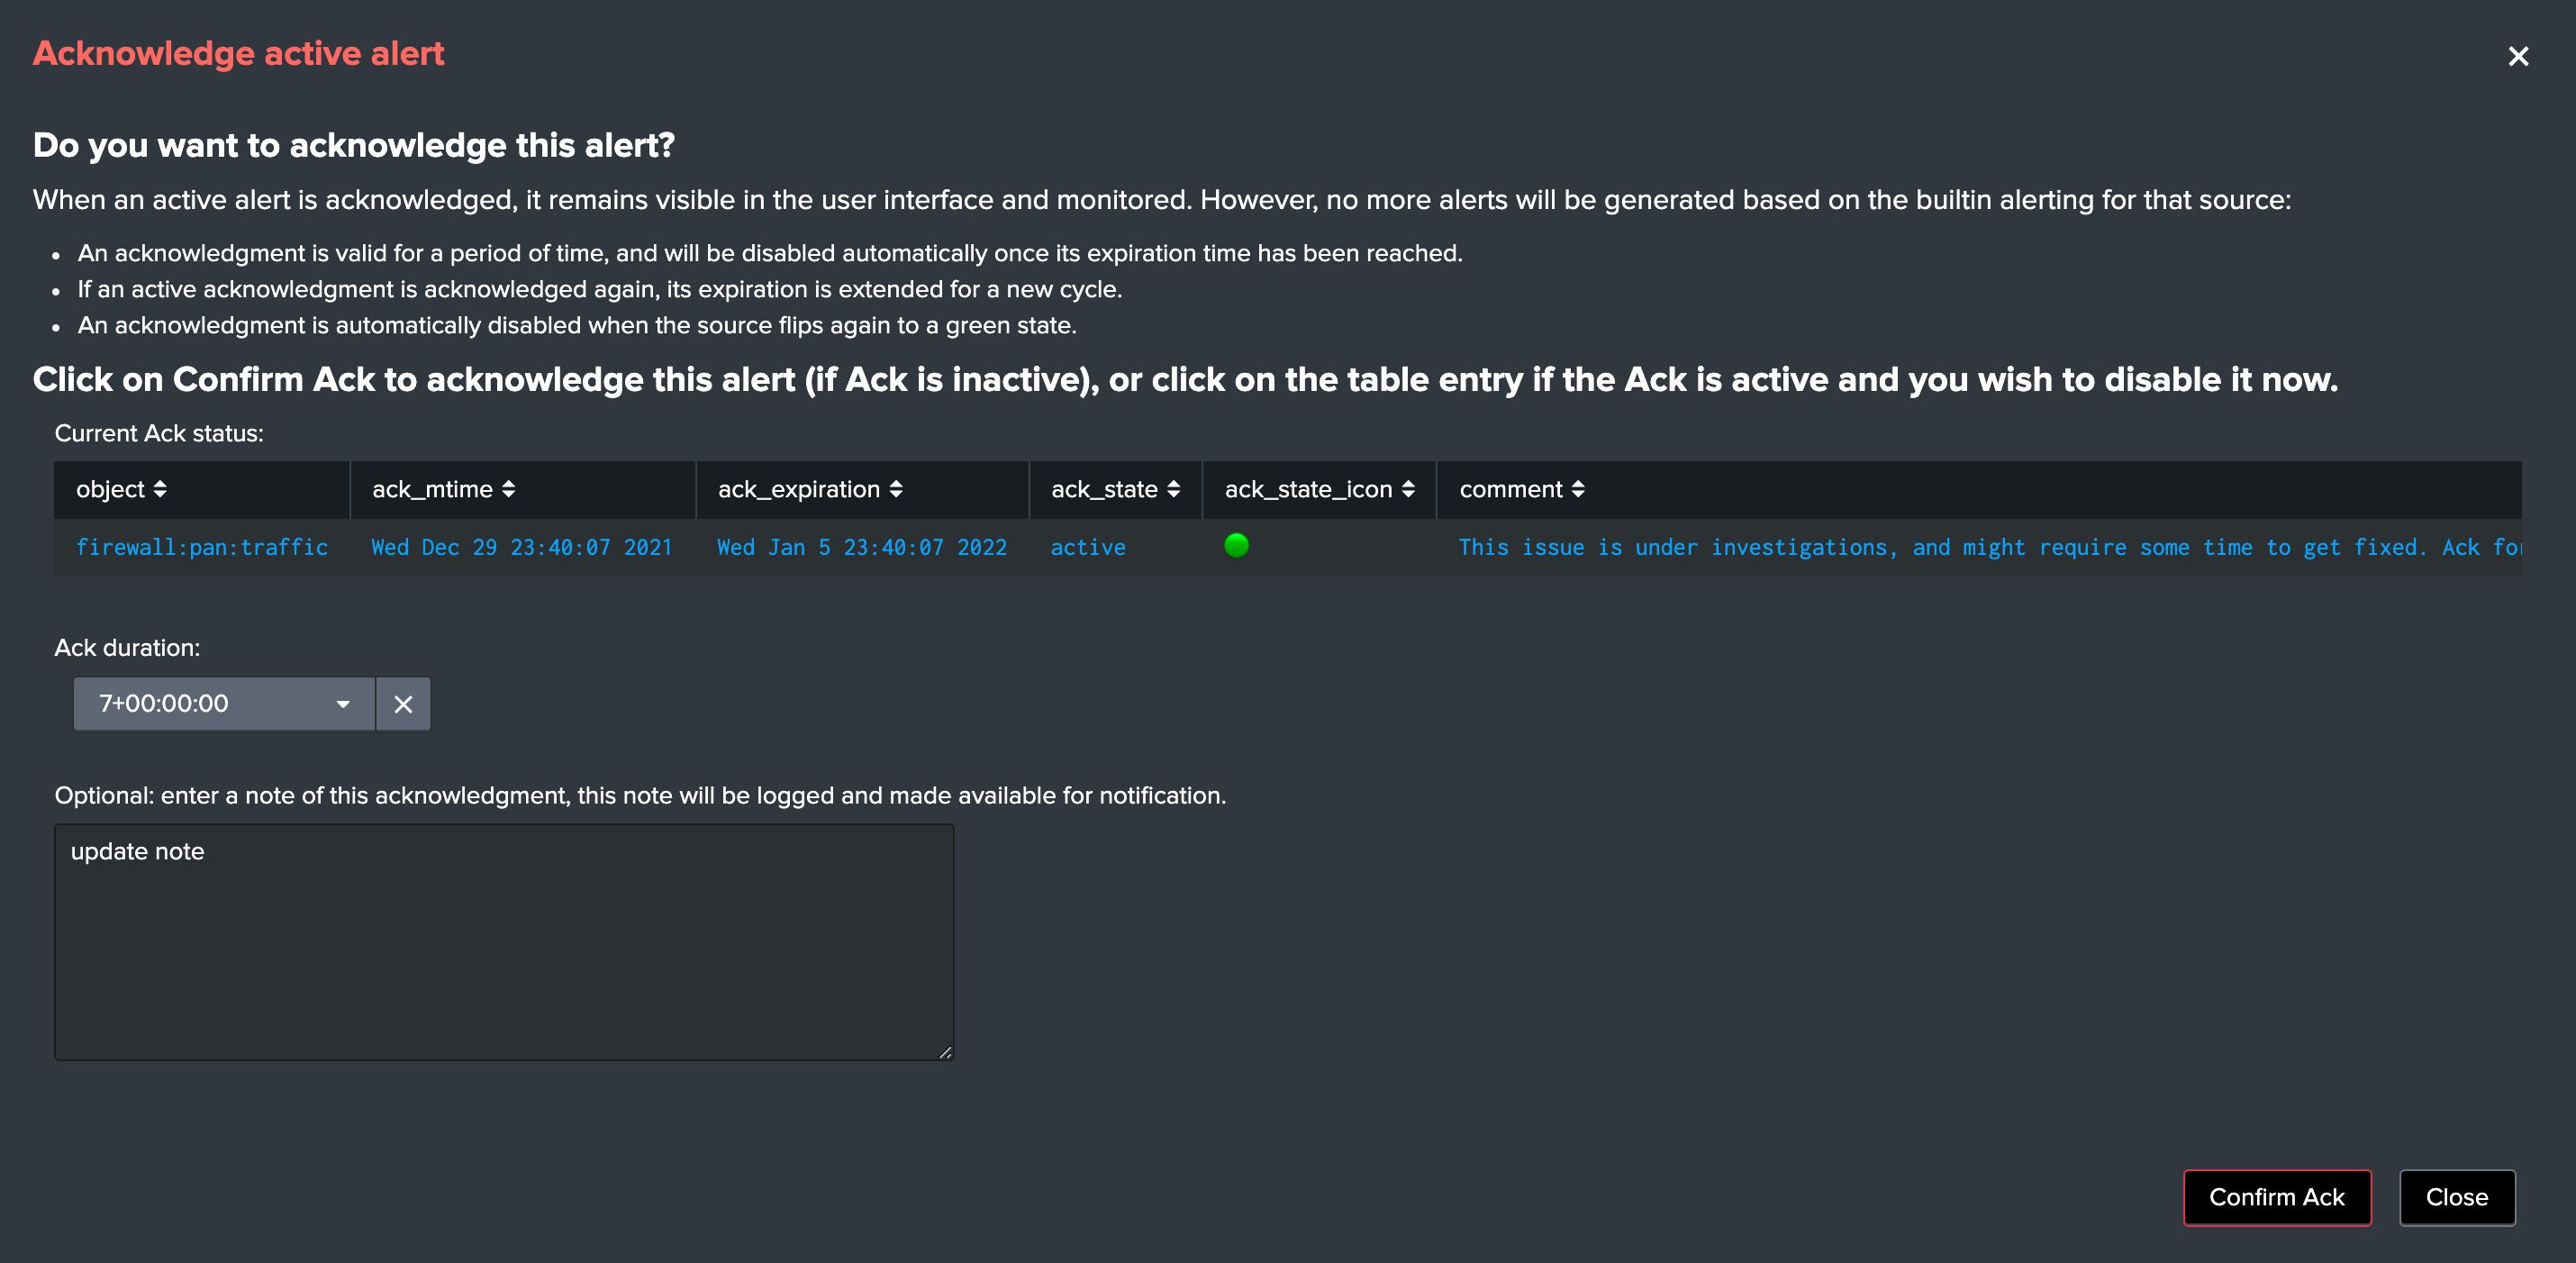 Acknowledge active alert
Do you want to acknowledge this alert?
When an active alert is acknowledged, it remains visible in the user interface and monitored. However, no more alerts will be generated based on the builtin alerting for that source:
An acknowledgment is valid for a period of time, and will be disabled automatically once its expiration time has been reached.
If an active acknowledgment is acknowledged again, its expiration is extended for a new cycle.
An acknowledgment is automatically disabled when the source flips again to a green state.
Click on Confirm Ack to acknowledge this alert (if Ack is inactive), or click on the table entry if the Ack is active and you wish to disable it now.
Current Ack status:
object ack_mtime ack_expiration ack_state ack_state_icon comment
firewall:pan:traffic Wed Dec 29 23:40:07 2021 Wed Jan 5 23:40:07 2022 active This issue is under investigations, and might require some time to get fixed. Ack
Ack duration:
7+00:00:00
Optional: enter a note of this acknowledgment, this note will be logged and made available for notification.
update note
Confirm Ack Close